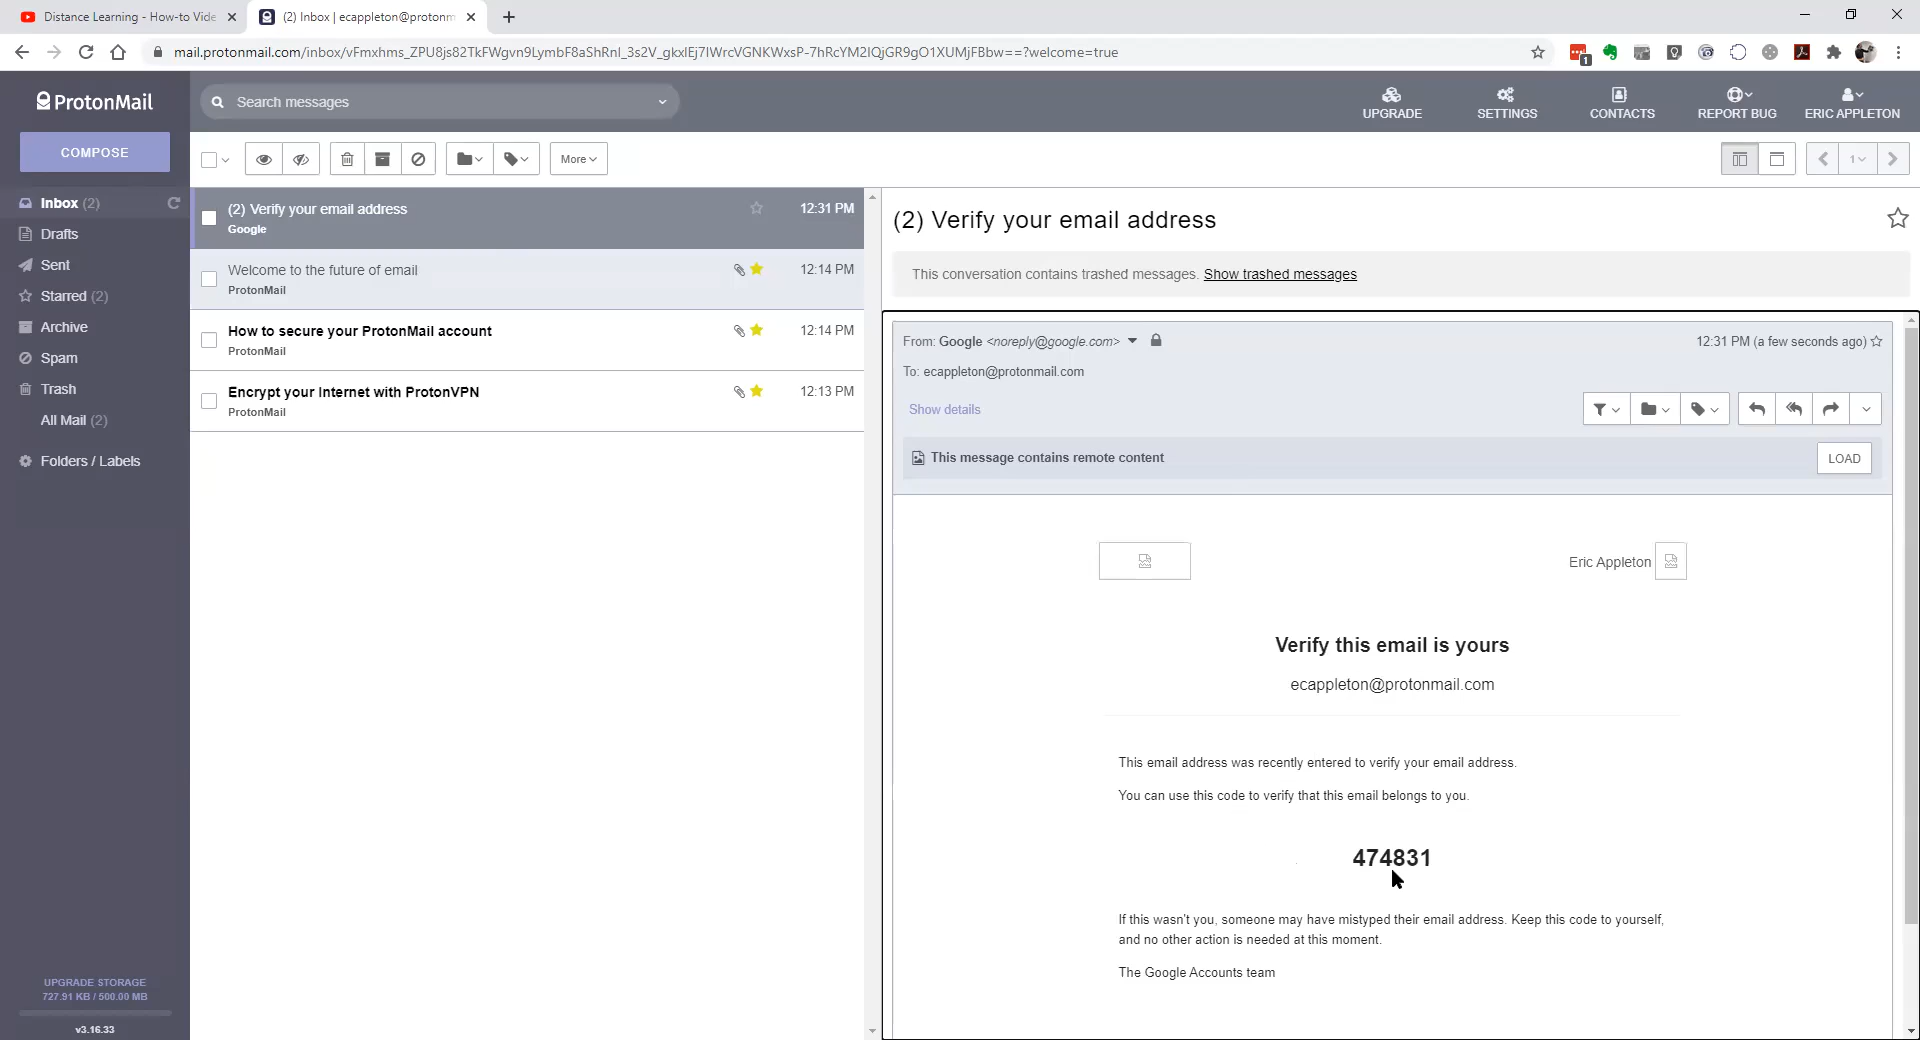 Distance Learning - How-to Vide
(2) Inbox | ecappleton@protonm
mail.protonmail.com/inbox/vFmxhms_ZPU8js82TkFWgvn9LymbF8aShRnI_3s2V_gkxIEj7IWrcVGNKWxsP-7hRcYM2IQjGR9gO1XUMjFBbw==?welcome=true
1
ProtonMail
Search messages
UPGRADE
SETTINGS
CONTACTS
REPORT BUG
ERIC APPLETON
COMPOSE
More
1
Inbox (2)
Drafts
Sent
Starred (2)
Archive
Spam
Trash
All Mail (2)
Folders / Labels
UPGRADE STORAGE
727.91 KB / 500.00 MB
v3.16.33
(2) Verify your email address 12:31 PM
Google
Welcome to the future of email 12:14 PM
ProtonMail
How to secure your ProtonMail account 12:14 PM
ProtonMail
Encrypt your Internet with ProtonVPN 12:13 PM
ProtonMail
(2) Verify your email address
This conversation contains trashed messages. Show trashed messages
From: Google <noreply@google.com> 12:31 PM (a few seconds ago)
To: ecappleton@protonmail.com
Show details
This message contains remote content LOAD
Eric Appleton
Verify this email is yours
ecappleton@protonmail.com
This email address was recently entered to verify your email address.
You can use this code to verify that this email belongs to you.
474831
If this wasn't you, someone may have mistyped their email address. Keep this code to yourself,
and no other action is needed at this moment.
The Google Accounts team